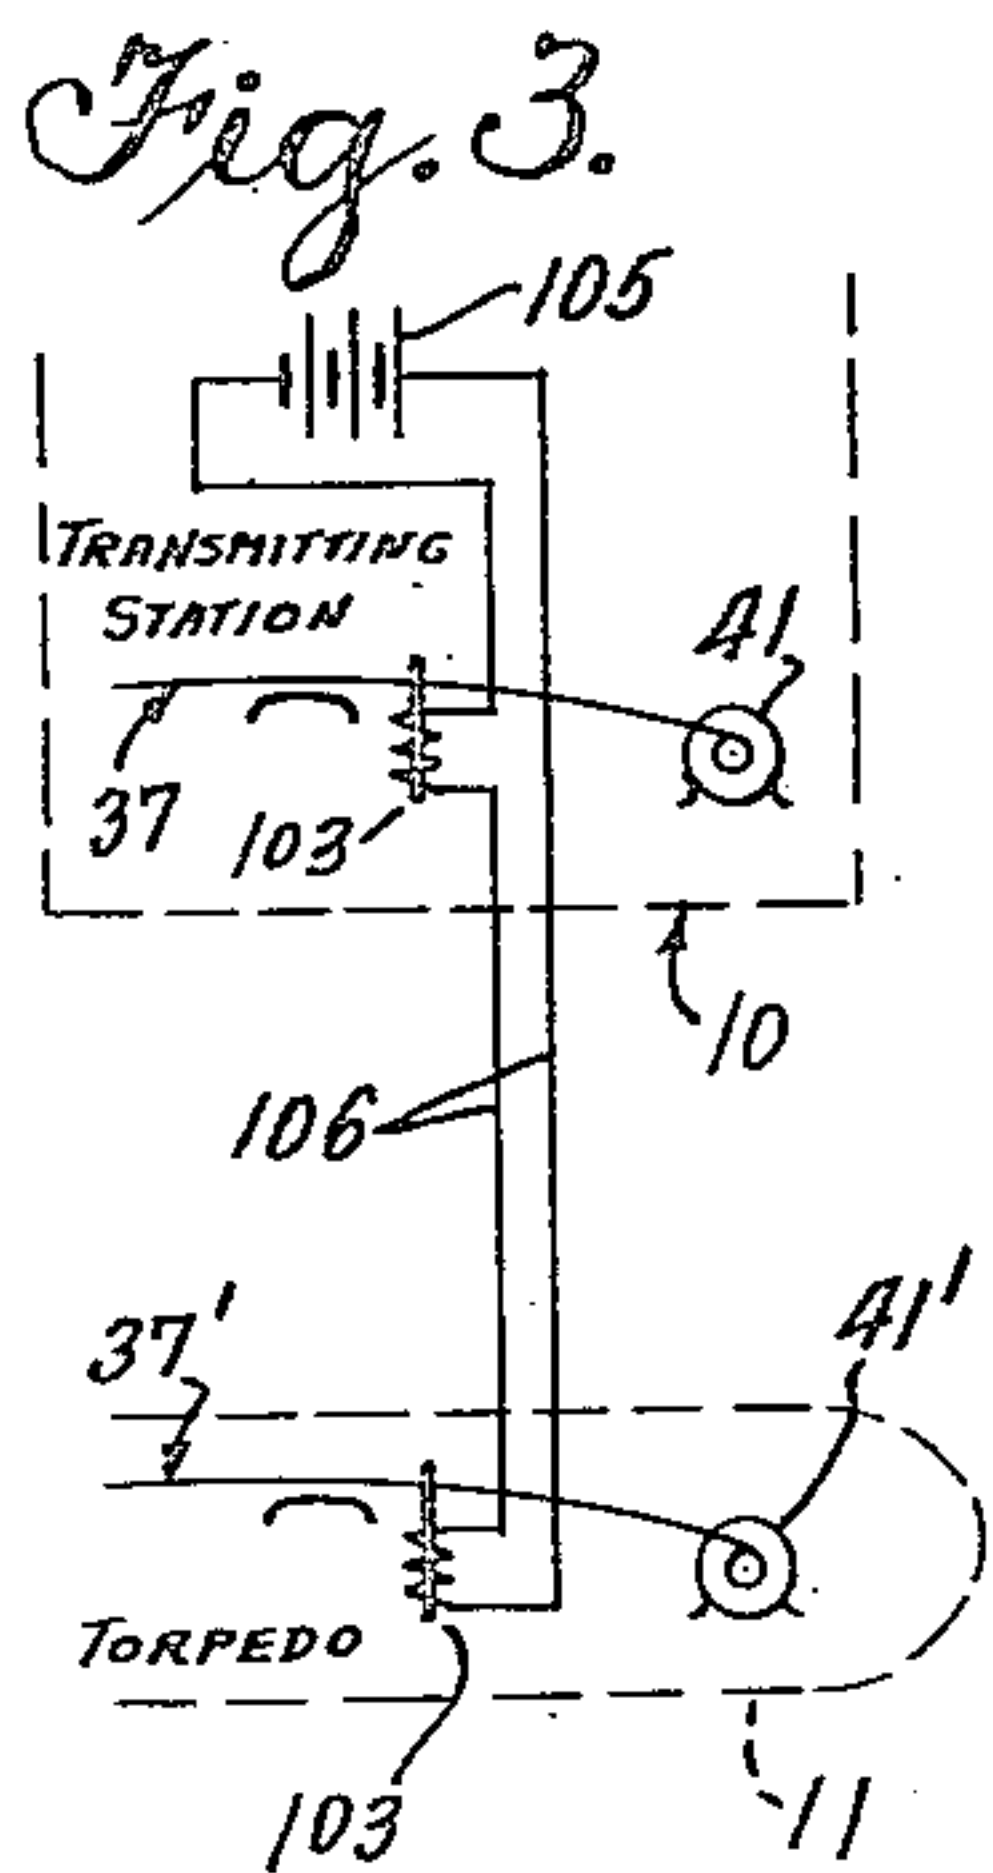 Fig. 3.
105
TRANSMITTING
STATION
41
37
103
10
106
37'
41'
TORPEDO
103
11